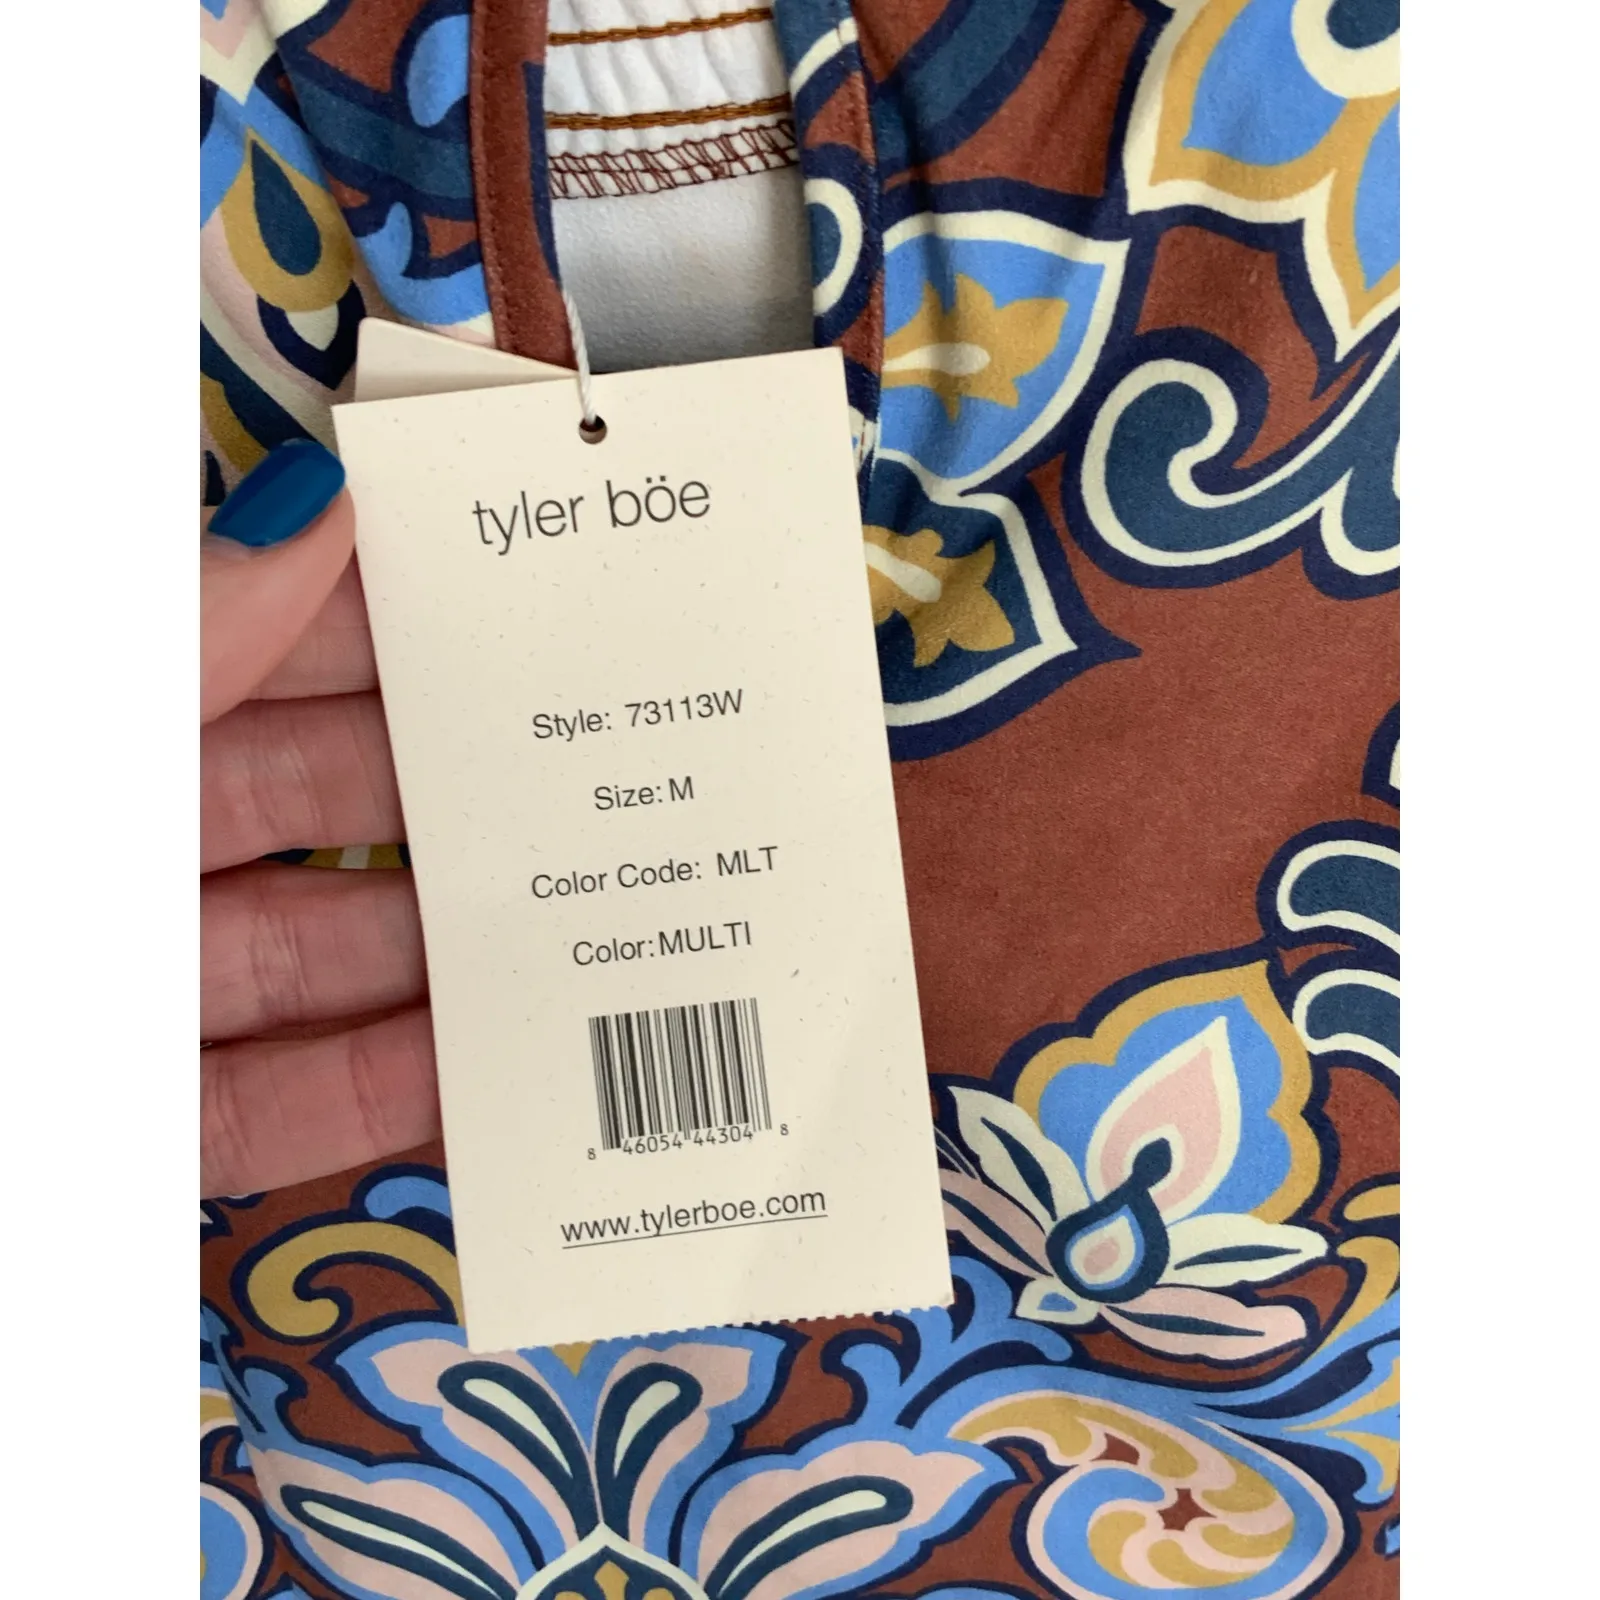 tyler böe
Style: 73113W
Size: M
Color Code: MLT
Color:MULTI
8 46054 44304 8
www.tylerboe.com